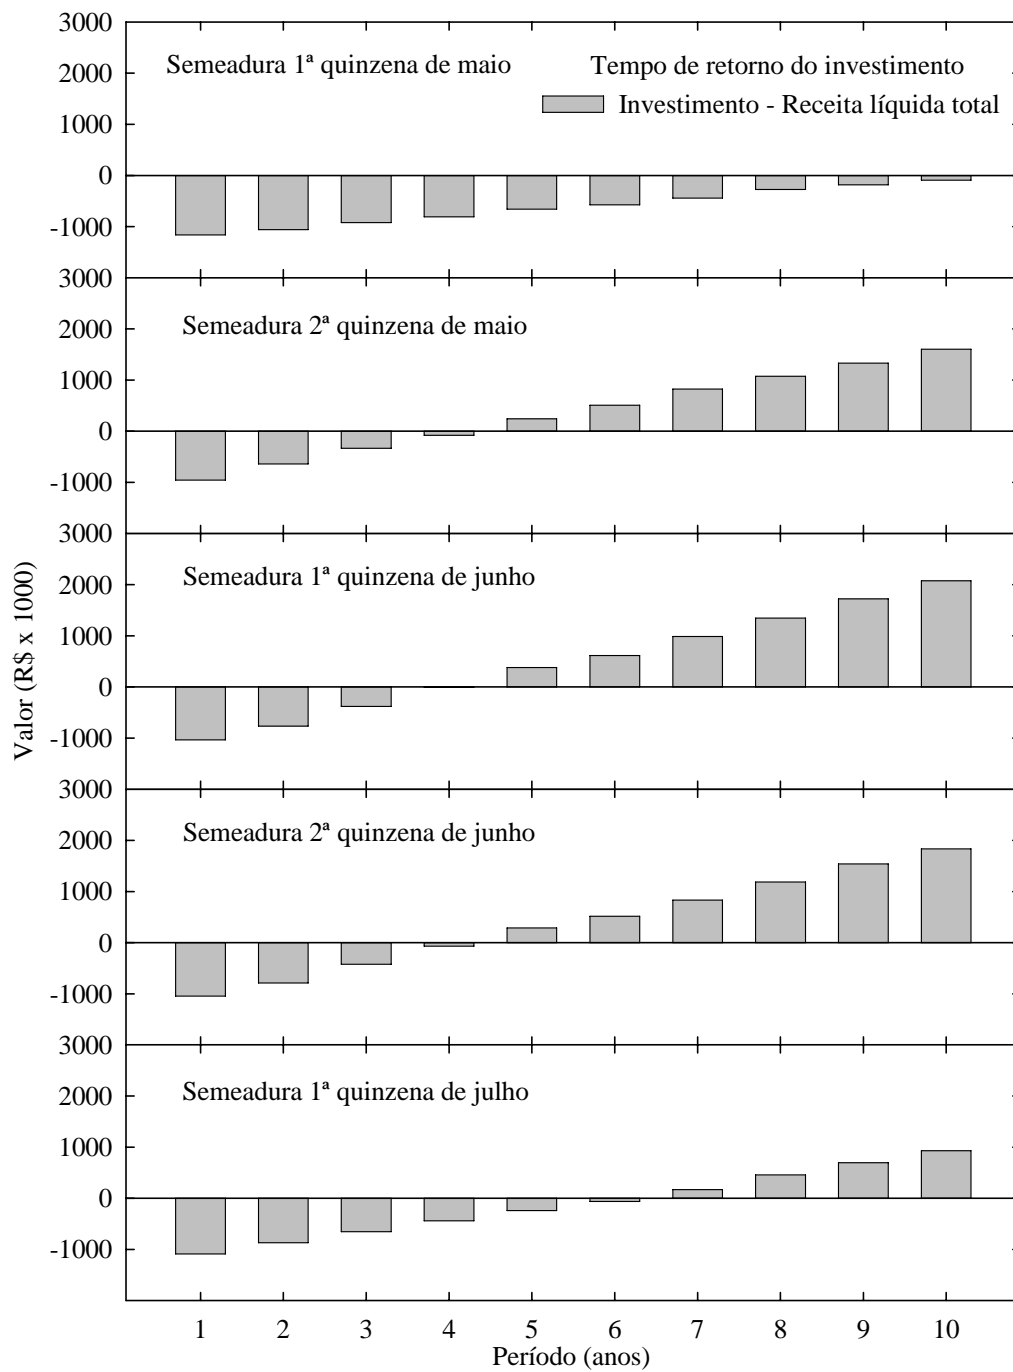 3000
2000
1000
0
-1000
Semeadura 1ª quinzena de maio
Tempo de retorno do investimento
Investimento - Receita líquida total
3000
2000
1000
0
-1000
Semeadura 2ª quinzena de maio
3000
2000
1000
0
-1000
Semeadura 1ª quinzena de junho
Valor (R$ x 1000)
3000
2000
1000
0
-1000
Semeadura 2ª quinzena de junho
3000
2000
1000
0
-1000
Semeadura 1ª quinzena de julho
1 2 3 4 5 6 7 8 9 10
Período (anos)